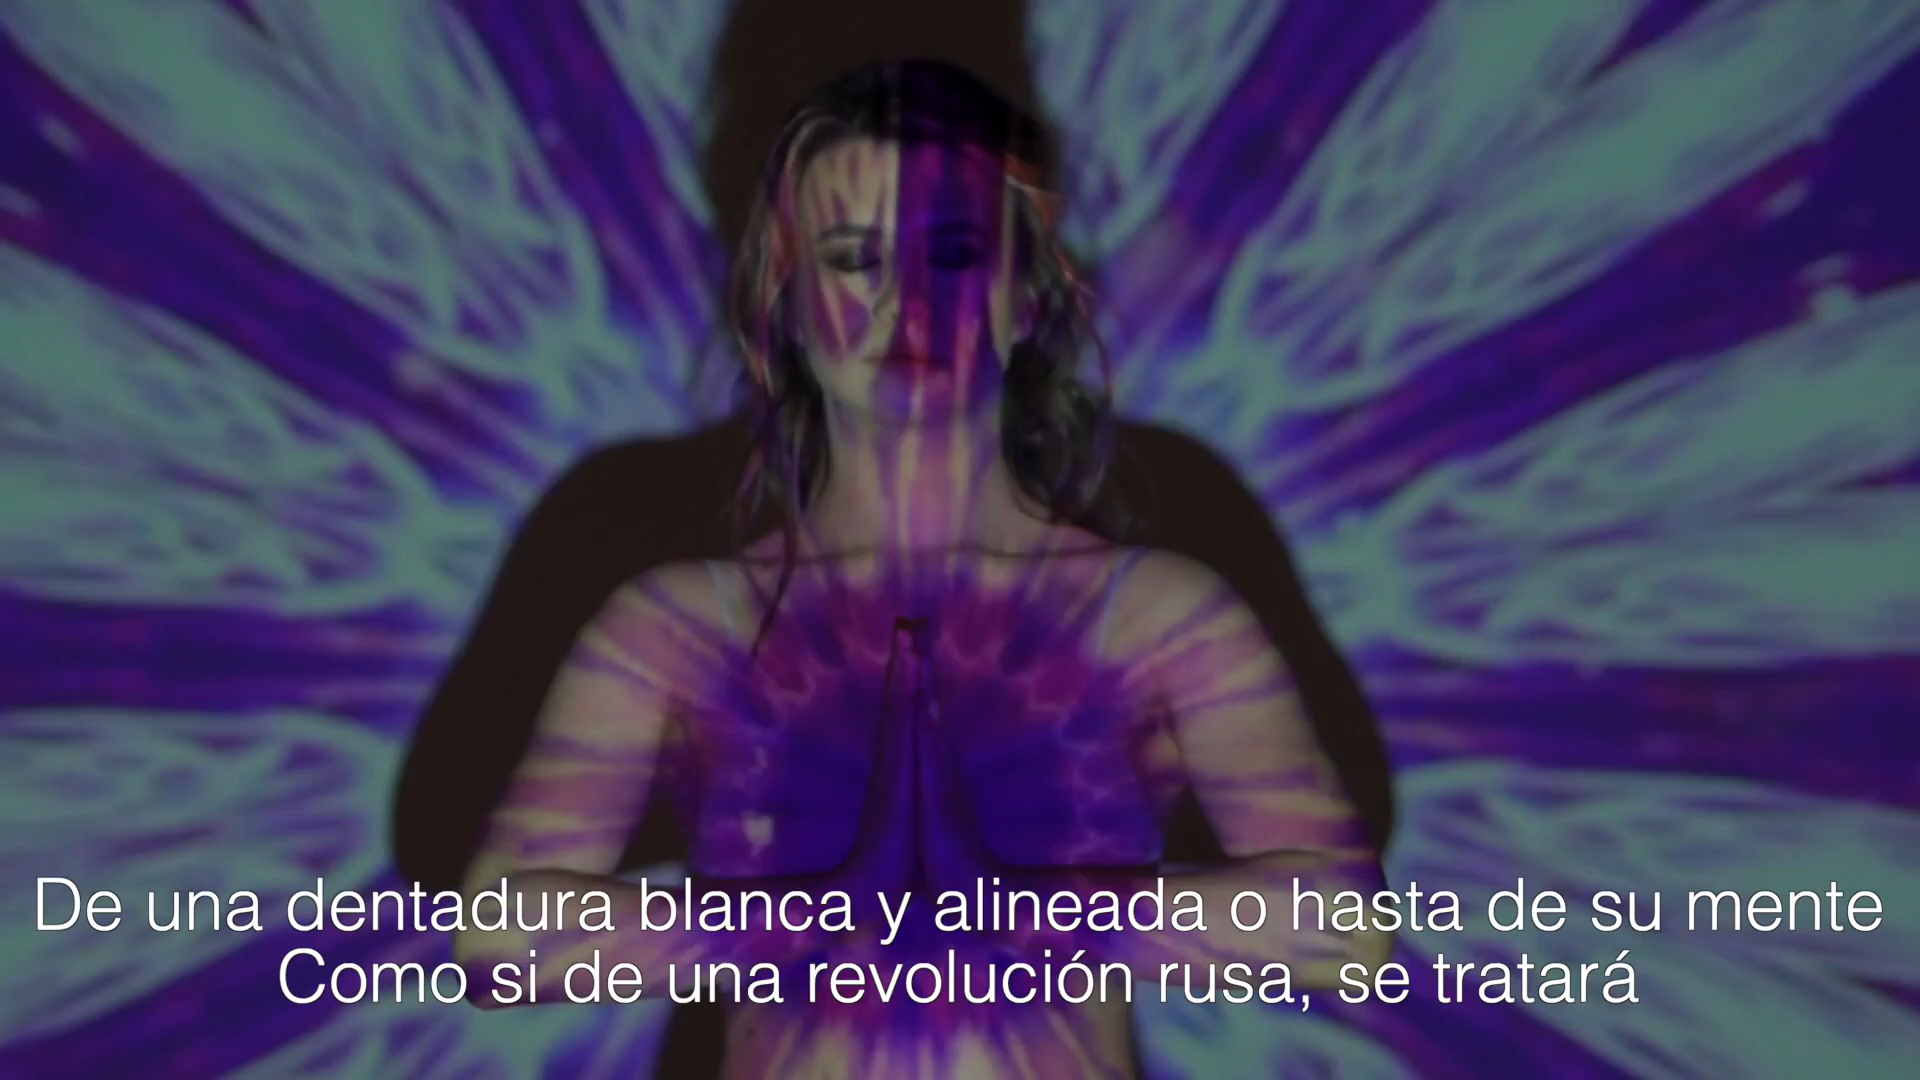 De una dentadura blanca y alineada o hasta de su mente
Como si de una revolución rusa, se tratará